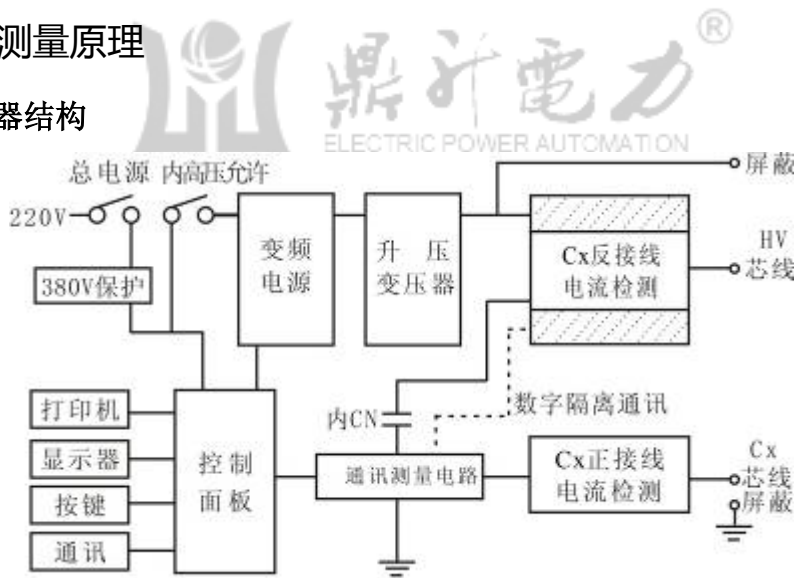 测量原理
器结构
鼎升電力
®
ELECTRIC POWER AUTOMATION
总电源 内高压允许
220V
380V保护
变频
电源
升压
变压器
Cx反接线
电流检测
屏蔽
HV
芯线
打印机
显示器
按键
通讯
控制
面板
内CN
数字隔离通讯
通讯测量电路
Cx正接线
电流检测
Cx
芯线
屏蔽